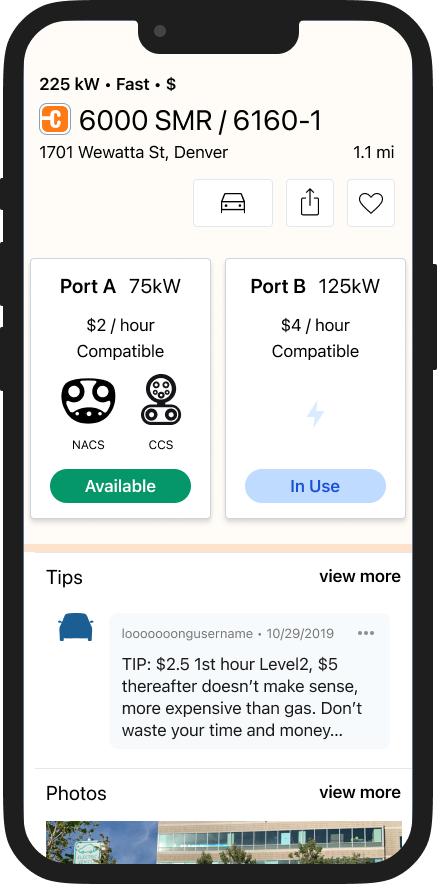 225 kW • Fast • $
6000 SMR / 6160-1
1701 Wewatta St, Denver 1.1 mi
Port A 75kW
$2 / hour
Compatible
NACS CCS
Available
Port B 125kW
$4 / hour
Compatible
In Use
Tips view more
looooooongusername • 10/29/2019
TIP: $2.5 1st hour Level2, $5
thereafter doesn’t make sense,
more expensive than gas. Don’t
waste your time and money...
Photos view more